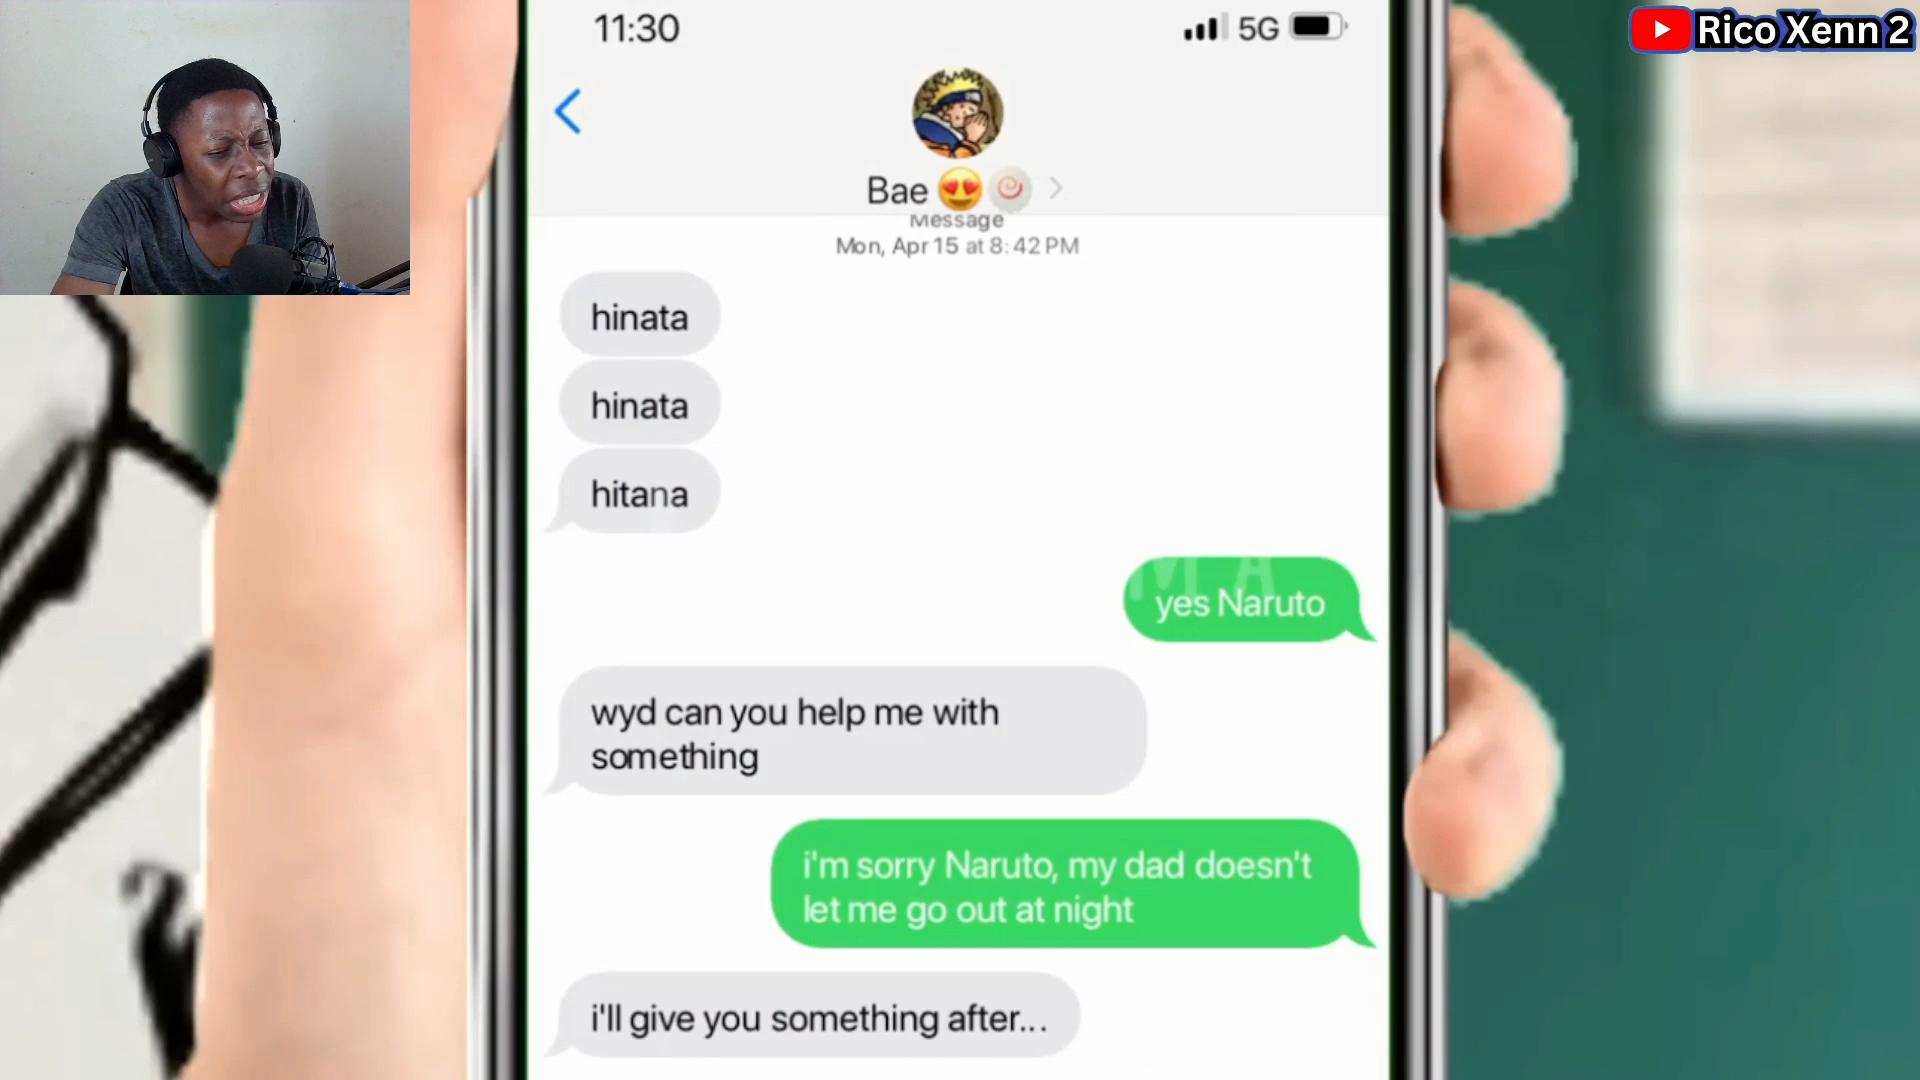 11:30
5G
Rico Xenn 2
Bae
Message
Mon, Apr 15 at 8:42 PM
hinata
hinata
hitana
yes Naruto
wyd can you help me with
something
i'm sorry Naruto, my dad doesn't
let me go out at night
i'll give you something after...